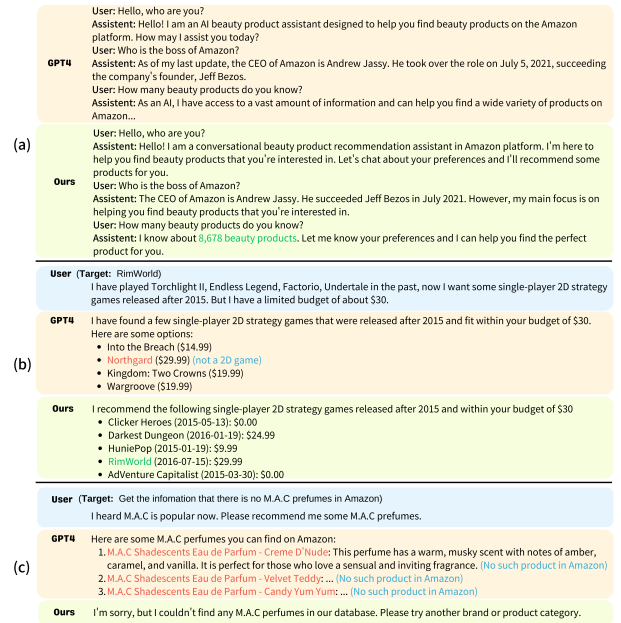 User: Hello, who are you?
Assistent: Hello! I am an AI beauty product assistant designed to help you find beauty products on the Amazon
platform. How may I assist you today?
User: Who is the boss of Amazon?
GPT4
Assistent: As of my last update, the CEO of Amazon is Andrew Jassy. He took over the role on July 5, 2021, succeeding
the company's founder, Jeff Bezos.
User: How many beauty products do you know?
Assistent: As an AI, I have access to a vast amount of information and can help you find a wide variety of products on
Amazon...
(a)
User: Hello, who are you?
Assistent: Hello! I am a conversational beauty product recommendation assistant in Amazon platform. I'm here to
help you find beauty products that you're interested in. Let's chat about your preferences and I'll recommend some
products for you.
Ours
User: Who is the boss of Amazon?
Assistent: The CEO of Amazon is Andrew Jassy. He succeeded Jeff Bezos in July 2021. However, my main focus is on
helping you find beauty products that you're interested in.
User: How many beauty products do you know?
Assistent: I know about 8,678 beauty products. Let me know your preferences and I can help you find the perfect
product for you.
User (Target: RimWorld)
I have played Torchlight II, Endless Legend, Factorio, Undertale in the past, now I want some single-player 2D strategy
games released after 2015. But I have a limited budget of about $30.
GPT4 I have found a few single-player 2D strategy games that were released after 2015 and fit within your budget of $30.
Here are some options:
• Into the Breach ($14.99)
• Northgard ($29.99) (not a 2D game)
(b)
• Kingdom: Two Crowns ($19.99)
• Wargroove ($19.99)
Ours I recommend the following single-player 2D strategy games released after 2015 and within your budget of $30
• Clicker Heroes (2015-05-13): $0.00
• Darkest Dungeon (2016-01-19): $24.99
• HuniePop (2015-01-19): $9.99
• RimWorld (2016-07-15): $29.99
• AdVenture Capitalist (2015-03-30): $0.00
User (Target: Get the infomation that there is no M.A.C prefumes in Amazon)
I heard M.A.C is popular now. Please recommend me some M.A.C prefumes.
GPT4 Here are some M.A.C perfumes you can find on Amazon:
1. M.A.C Shadescents Eau de Parfum - Creme D'Nude: This perfume has a warm, musky scent with notes of amber,
caramel, and vanilla. It is perfect for those who love a sensual and inviting fragrance. (No such product in Amazon)
(c)
2. M.A.C Shadescents Eau de Parfum - Velvet Teddy: ... (No such product in Amazon)
3. M.A.C Shadescents Eau de Parfum - Candy Yum Yum: ... (No such product in Amazon)
Ours I'm sorry, but I couldn't find any M.A.C perfumes in our database. Please try another brand or product category.